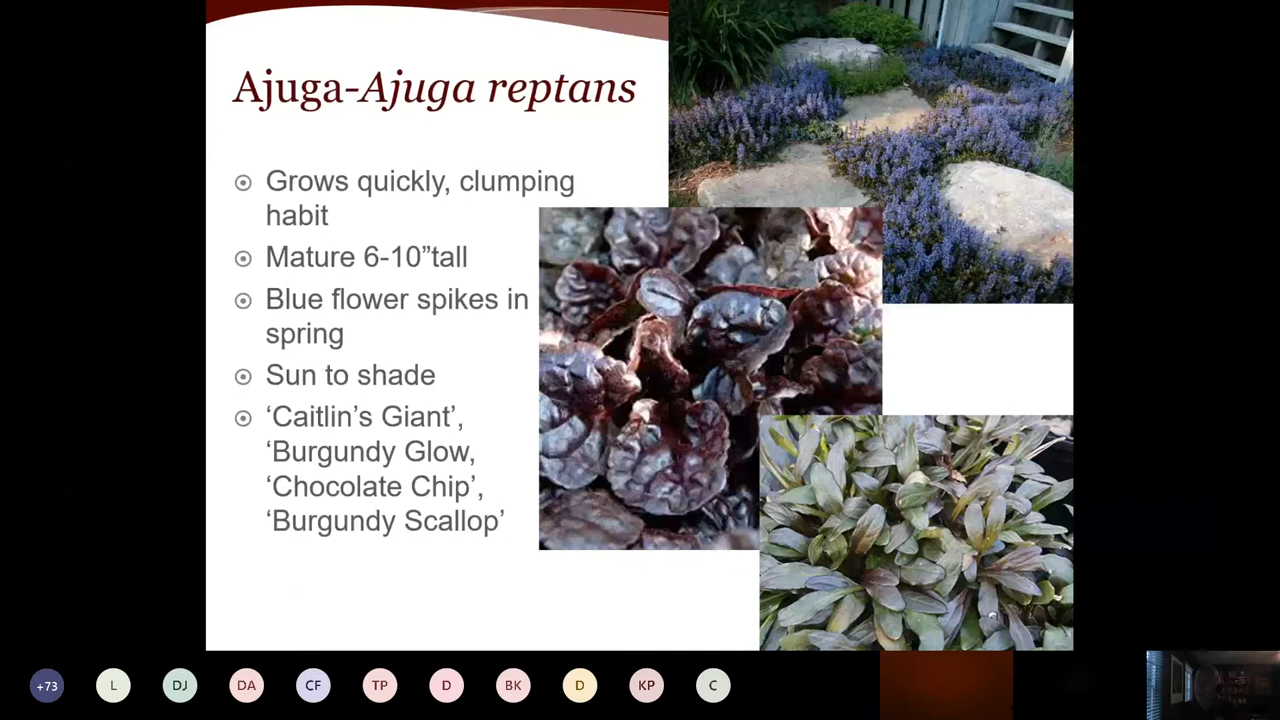 Ajuga-Ajuga reptans
Grows quickly, clumping
habit
Mature 6-10”tall
Blue flower spikes in
spring
Sun to shade
‘Caitlin’s Giant’,
‘Burgundy Glow,
‘Chocolate Chip’,
‘Burgundy Scallop’
+73
L
DJ
DA
CF
TP
D
BK
D
KP
C